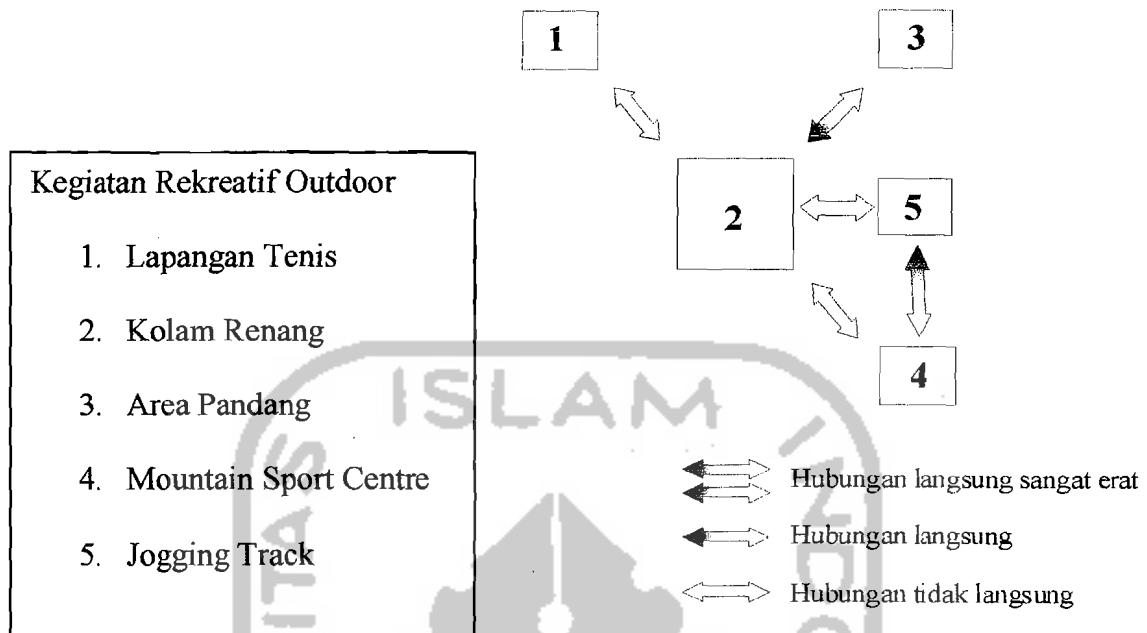 1
3
2
5
4
Kegiatan Rekreatif Outdoor
1. Lapangan Tenis
2. Kolam Renang
3. Area Pandang
4. Mountain Sport Centre
5. Jogging Track
Hubungan langsung sangat erat
Hubungan langsung
Hubungan tidak langsung
ISLAM